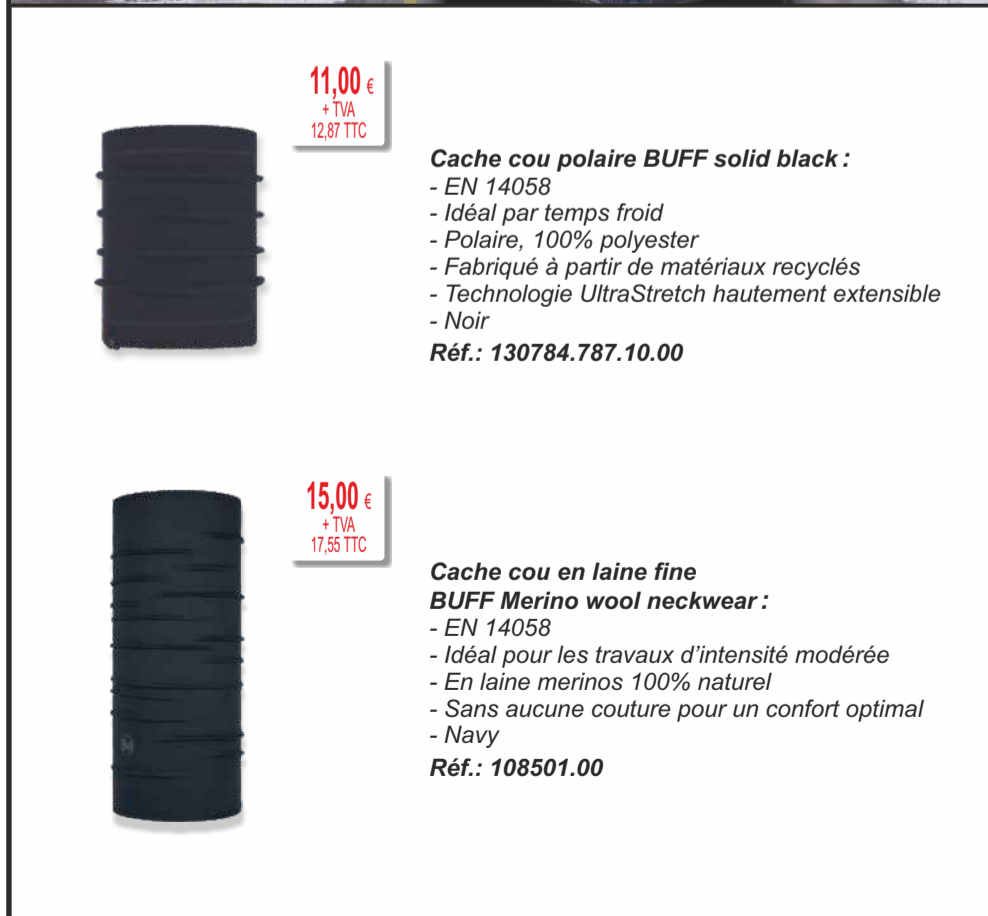 11,00 €
+ TVA
12,87 TTC
Cache cou polaire BUFF solid black :
- EN 14058
- Idéal par temps froid
- Polaire, 100% polyester
- Fabriqué à partir de matériaux recyclés
- Technologie UltraStretch hautement extensible
- Noir
Réf.: 130784.787.10.00
15,00 €
+ TVA
17,55 TTC
Cache cou en laine fine
BUFF Merino wool neckwear :
- EN 14058
- Idéal pour les travaux d’intensité modérée
- En laine merinos 100% naturel
- Sans aucune couture pour un confort optimal
- Navy
Réf.: 108501.00